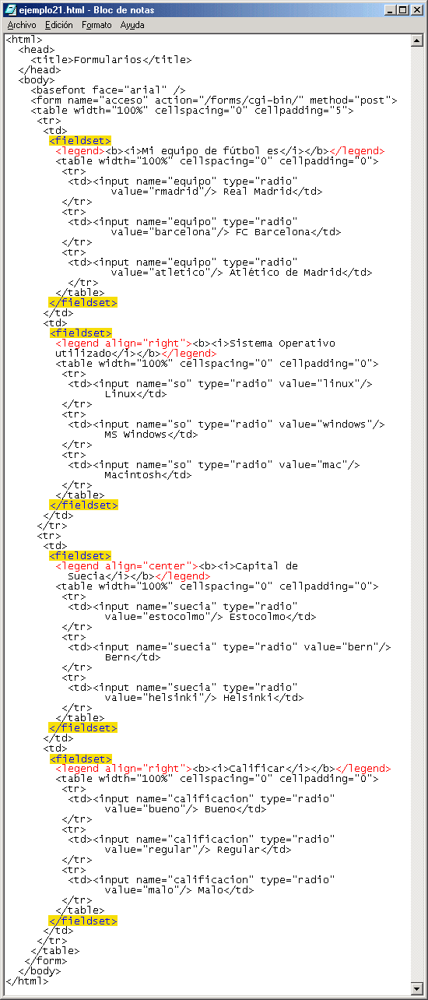 ejemplo21.html - Bloc de notas
Archivo Edición Formato Ayuda
<html>
  <head>
    <title>Formularios</title>
  </head>
  <body>
    <basefont face="arial" />
    <form name="acceso" action="/forms/cgi-bin/" method="post">
    <table width="100%" cellspacing="0" cellpadding="5">
     <tr>
      <td>
       <fieldset>
        <legend><b><i>Mi equipo de fútbol es</i></b></legend>
        <table width="100%" cellspacing="0" cellpadding="0">
         <tr>
          <td><input name="equipo" type="radio"
                 value="rmadrid"/> Real Madrid</td>
         </tr>
         <tr>
          <td><input name="equipo" type="radio"
                 value="barcelona"/> FC Barcelona</td>
         </tr>
         <tr>
          <td><input name="equipo" type="radio"
                 value="atletico"/> Atlético de Madrid</td>
          </tr>
        </table>
       </fieldset>
      </td>
      <td>
       <fieldset>
        <legend align="right"><b><i>Sistema Operativo
        utilizado</i></b></legend>
        <table width="100%" cellspacing="0" cellpadding="0">
         <tr>
          <td><input name="so" type="radio" value="linux"/>
                Linux</td>
         </tr>
         <tr>
          <td><input name="so" type="radio" value="windows"/>
                MS Windows</td>
         </tr>
         <tr>
          <td><input name="so" type="radio" value="mac"/>
                Macintosh</td>
         </tr>
        </table>
       </fieldset>
      </td>
     </tr>
     <tr>
      <td>
       <fieldset>
        <legend align="center"><b><i>Capital de
          Suecia</i></b></legend>
        <table width="100%" cellspacing="0" cellpadding="0">
         <tr>
          <td><input name="suecia" type="radio"
                value="estocolmo"/> Estocolmo</td>
         </tr>
         <tr>
          <td><input name="suecia" type="radio" value="bern"/>
                Bern</td>
         </tr>
         <tr>
          <td><input name="suecia" type="radio"
                value="helsinki"/> Helsinki</td>
         </tr>
        </table>
       </fieldset>
      </td>
      <td>
       <fieldset>
        <legend align="right"><b><i>Calificar</i></b></legend>
        <table width="100%" cellspacing="0" cellpadding="0">
         <tr>
          <td><input name="calificacion" type="radio"
                value="bueno"/> Bueno</td>
         </tr>
         <tr>
          <td><input name="calificacion" type="radio"
                value="regular"/> Regular</td>
         </tr>
         <tr>
          <td><input name="calificacion" type="radio"
                value="malo"/> Malo</td>
         </tr>
        </table>
       </fieldset>
      </td>
     </tr>
    </table>
   </form>
  </body>
</html>